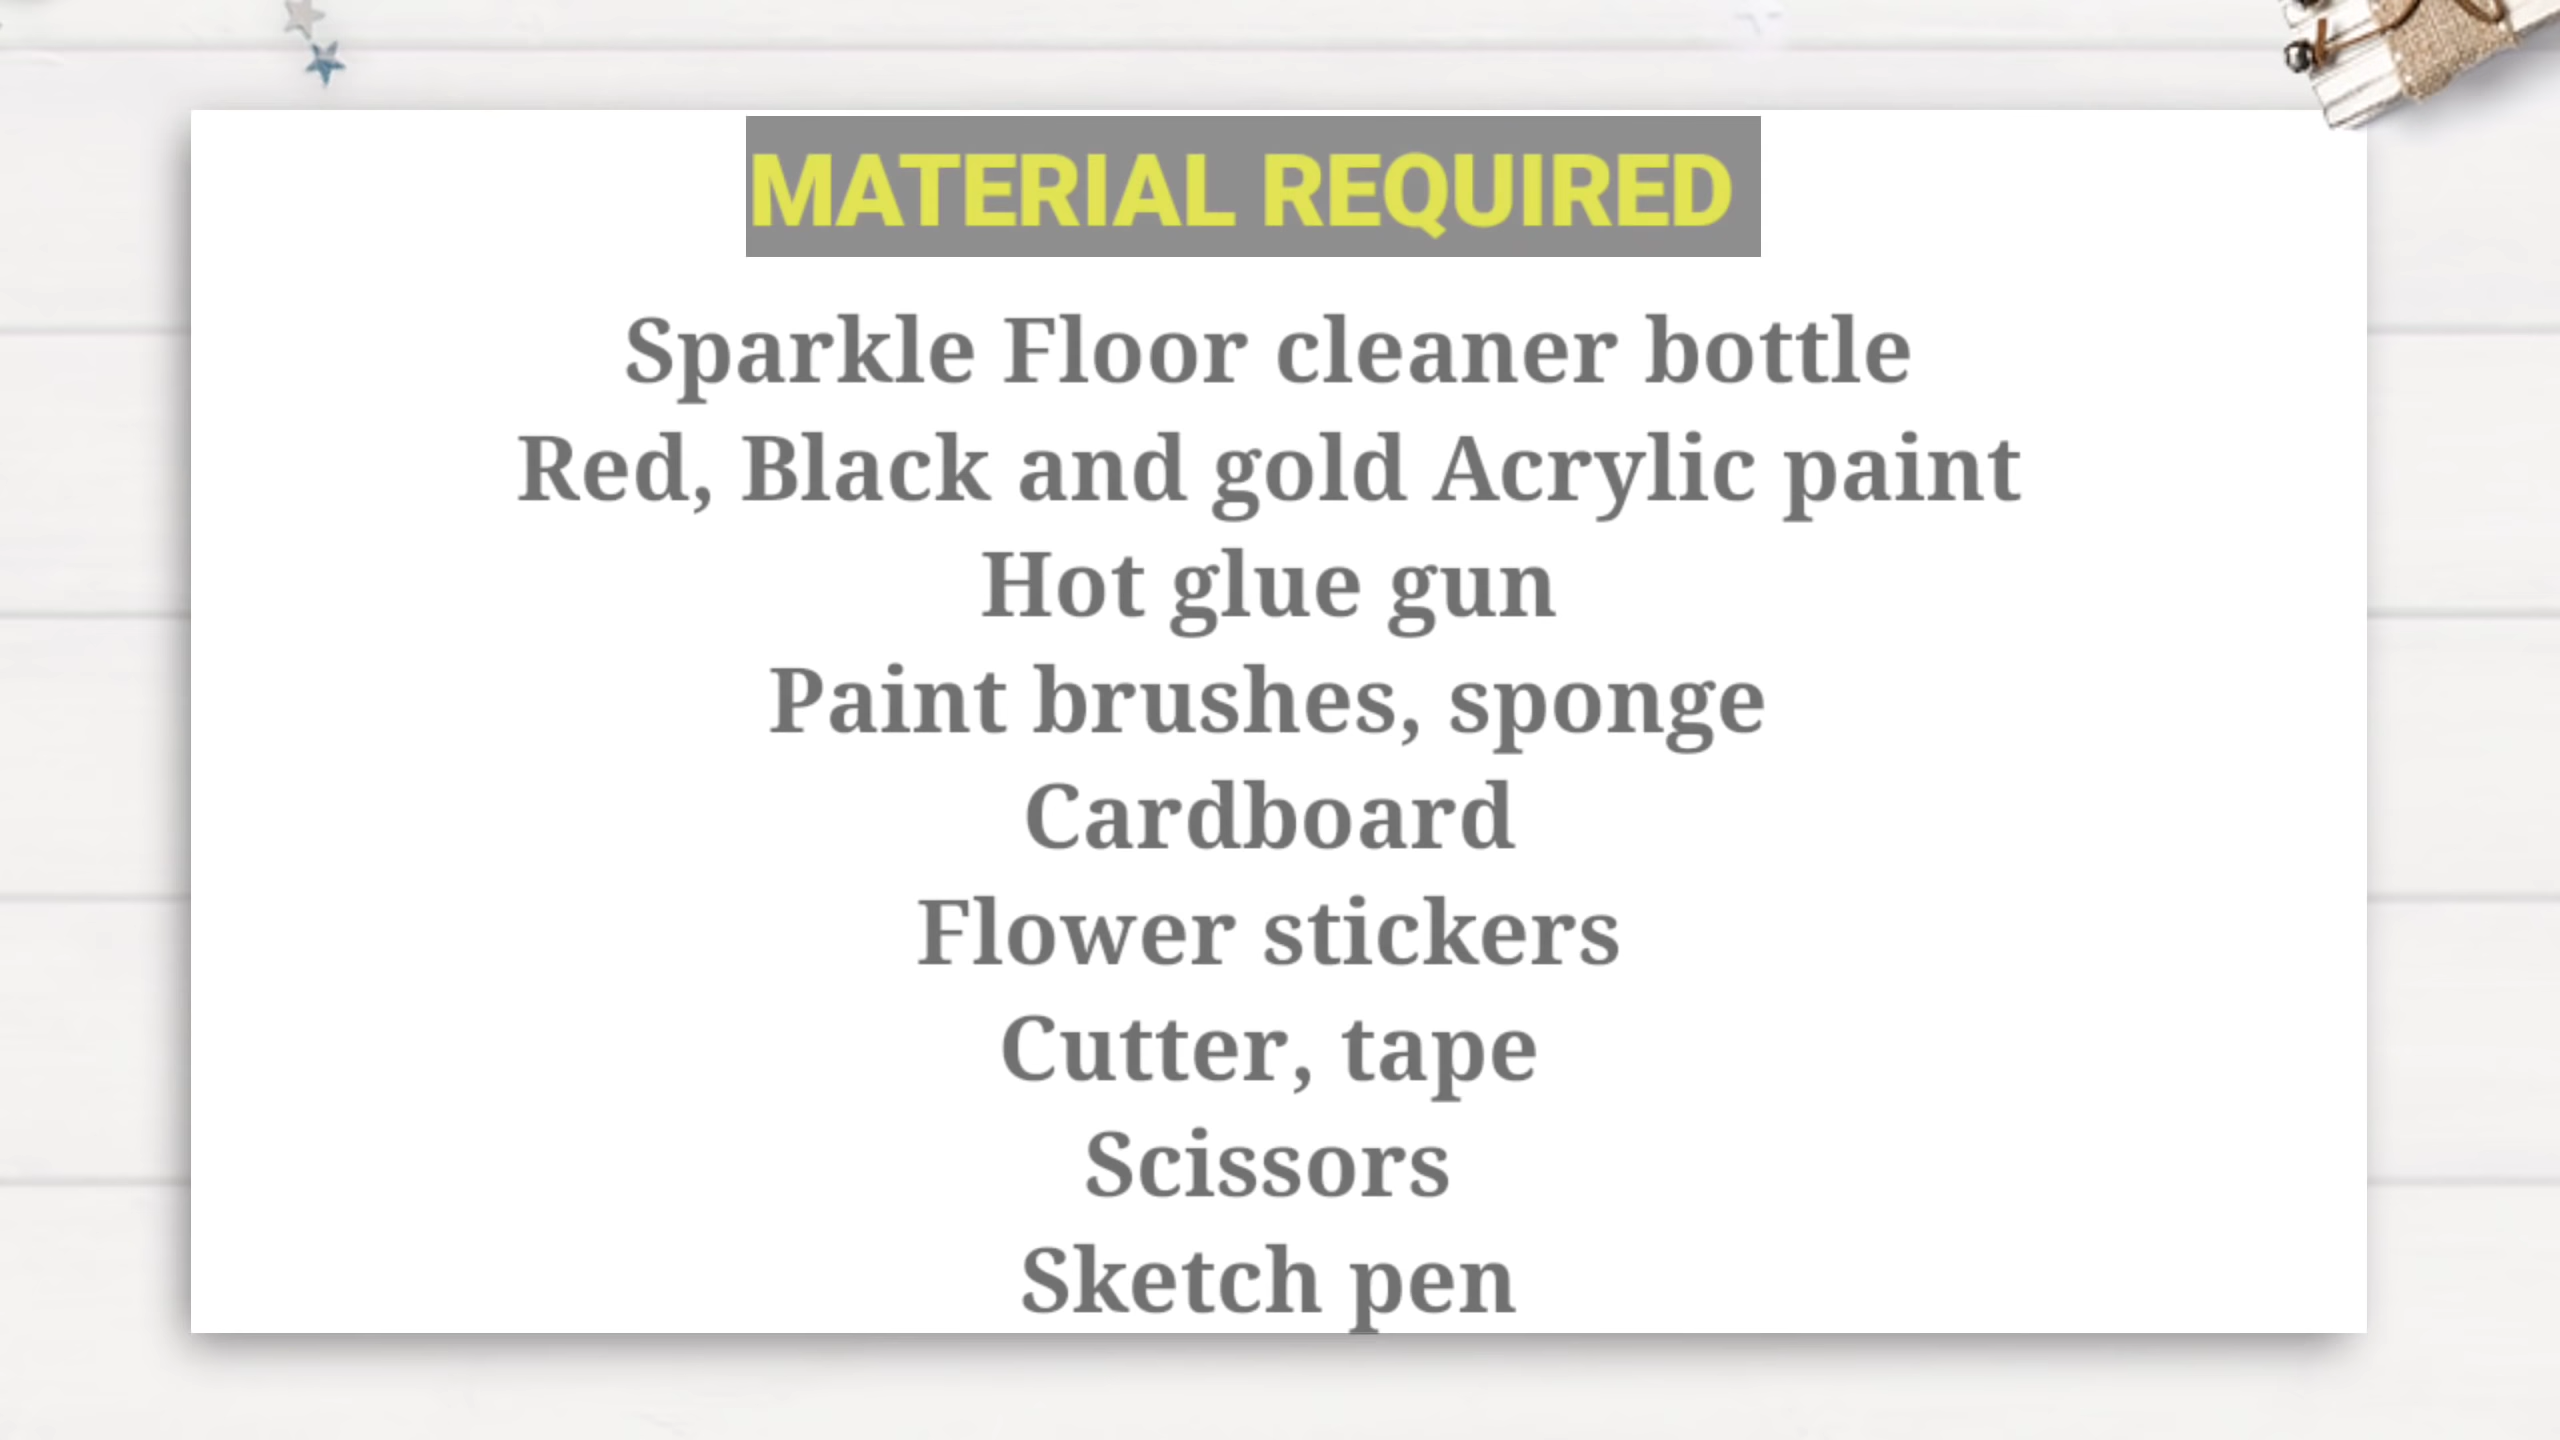 MATERIAL REQUIRED
Sparkle Floor cleaner bottle
Red, Black and gold Acrylic paint
Hot glue gun
Paint brushes, sponge
Cardboard
Flower stickers
Cutter, tape
Scissors
Sketch pen